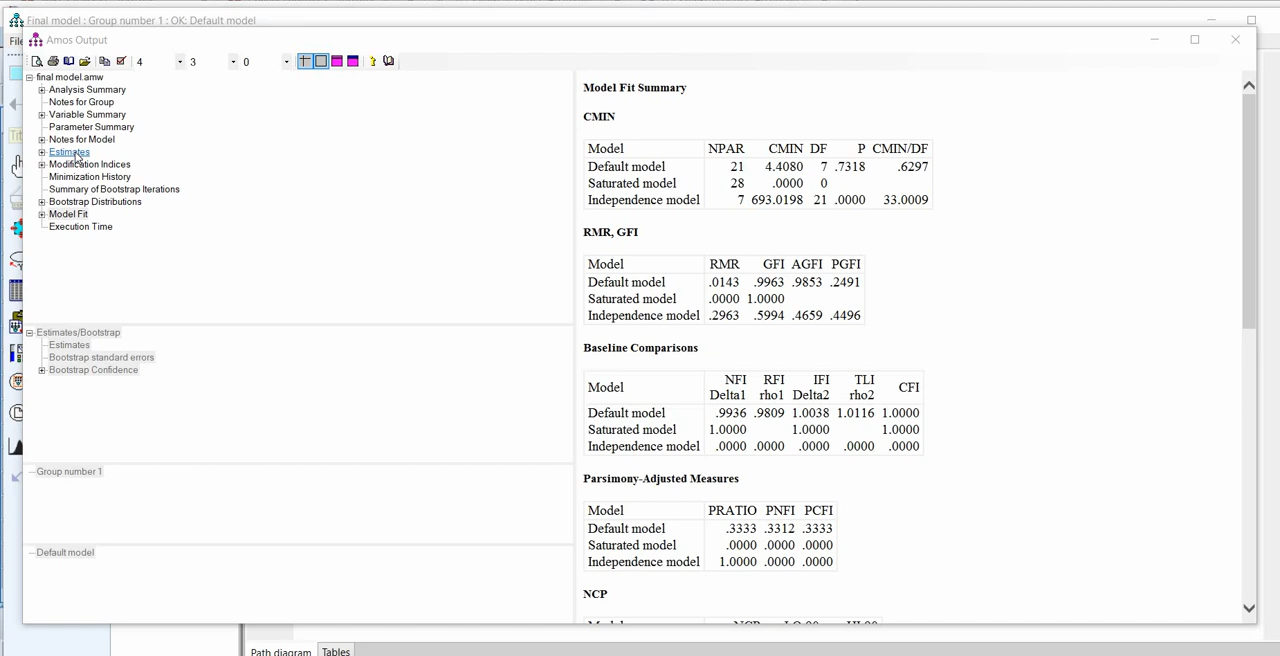 Final model : Group number 1 : OK: Default model
File
Amos Output
4 3 0
final model.amw
Analysis Summary
Notes for Group
Variable Summary
Parameter Summary
Notes for Model
Estimates
Modification Indices
Minimization History
Summary of Bootstrap Iterations
Bootstrap Distributions
Model Fit
Execution Time
Estimates/Bootstrap
Estimates
Bootstrap standard errors
Bootstrap Confidence
Group number 1
Default model
Model Fit Summary
CMIN
Model NPAR CMIN DF P CMIN/DF
Default model 21 4.4080 7 .7318 .6297
Saturated model 28 .0000 0
Independence model 7 693.0198 21 .0000 33.0009
RMR, GFI
Model RMR GFI AGFI PGFI
Default model .0143 .9963 .9853 .2491
Saturated model .0000 1.0000
Independence model .2963 .5994 .4659 .4496
Baseline Comparisons
Model NFI Delta1 RFI rho1 IFI Delta2 TLI rho2 CFI
Default model .9936 .9809 1.0038 1.0116 1.0000
Saturated model 1.0000 1.0000 1.0000
Independence model .0000 .0000 .0000 .0000 .0000
Parsimony-Adjusted Measures
Model PRATIO PNFI PCFI
Default model .3333 .3312 .3333
Saturated model .0000 .0000 .0000
Independence model 1.0000 .0000 .0000
NCP
Path diagram Tables